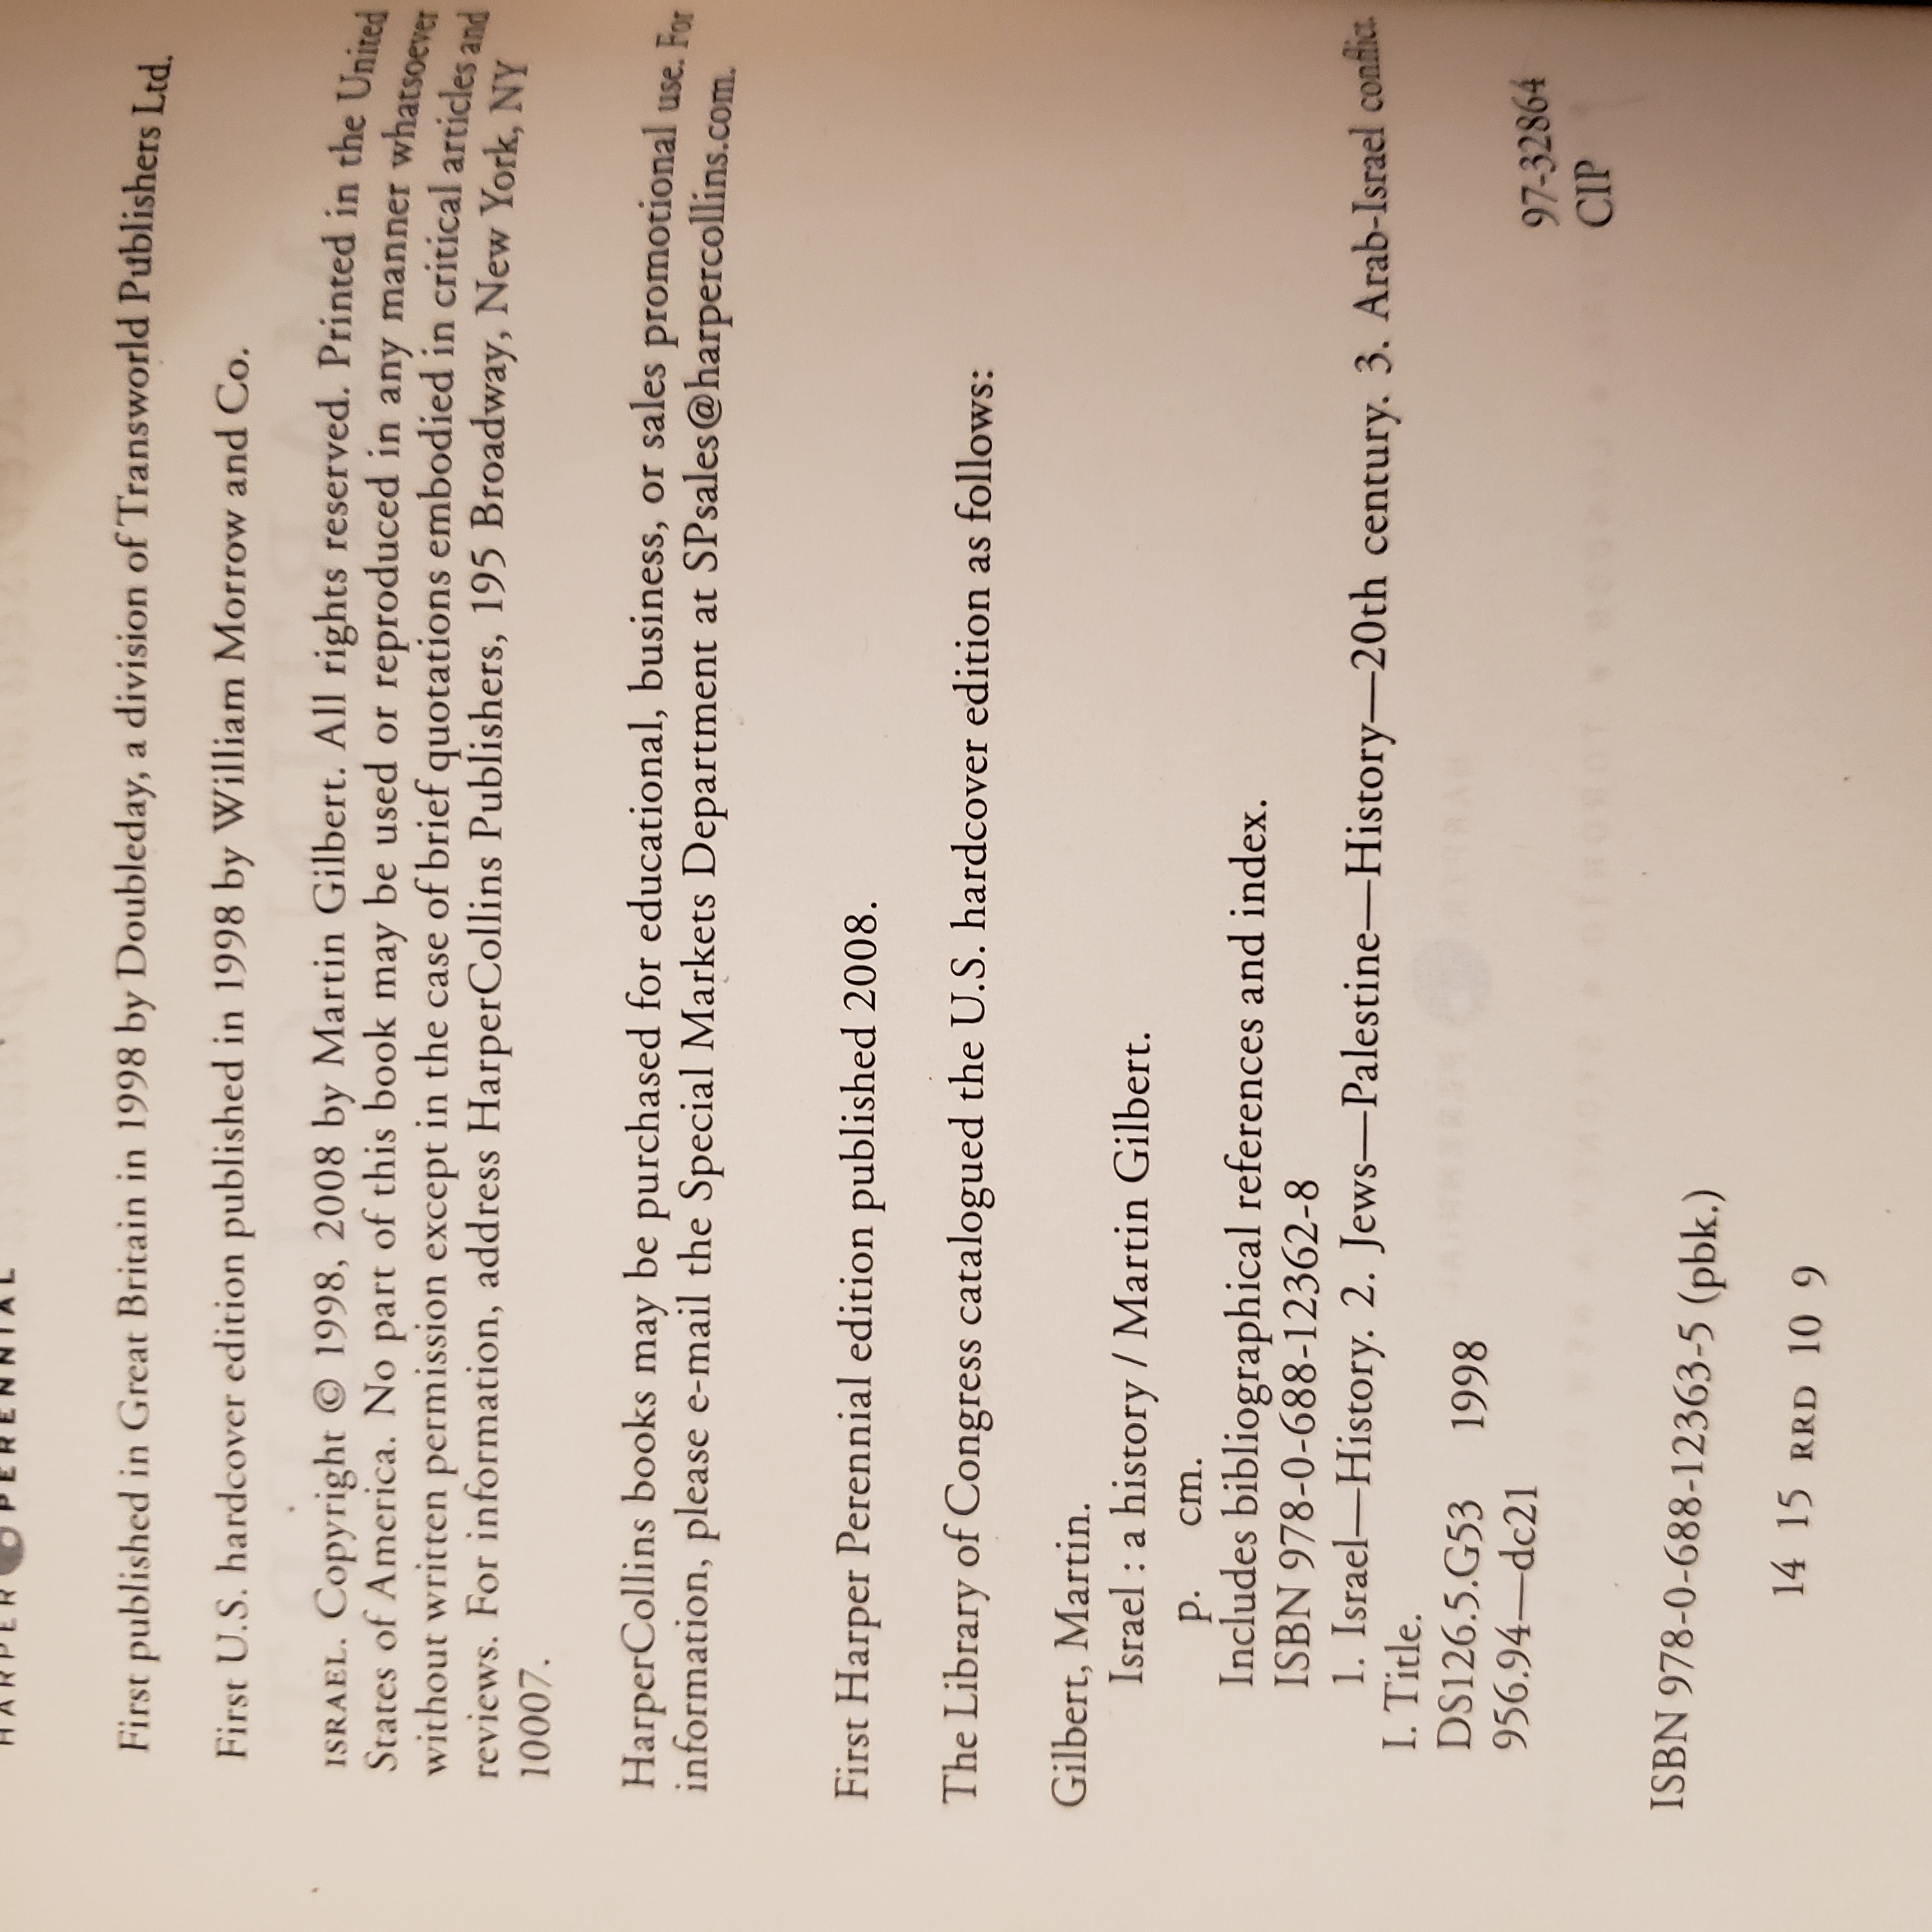 HARPER PERENNIAL
First published in Great Britain in 1998 by Doubleday, a division of Transworld Publishers Ltd.
First U.S. hardcover edition published in 1998 by William Morrow and Co.
ISRAEL. Copyright © 1998, 2008 by Martin Gilbert. All rights reserved. Printed in the United
States of America. No part of this book may be used or reproduced in any manner whatsoever
without written permission except in the case of brief quotations embodied in critical articles and
reviews. For information, address HarperCollins Publishers, 195 Broadway, New York, NY
10007.
HarperCollins books may be purchased for educational, business, or sales promotional use. For
information, please e-mail the Special Markets Department at SPsales@harpercollins.com.
First Harper Perennial edition published 2008.
The Library of Congress catalogued the U.S. hardcover edition as follows:
Gilbert, Martin.
Israel : a history / Martin Gilbert.
p. cm.
Includes bibliographical references and index.
ISBN 978-0-688-12362-8
1. Israel—History. 2. Jews—Palestine—History—20th century. 3. Arab-Israel conflict.
I. Title.
DS126.5.G53 1998
956.94—dc21
97-32864
CIP
ISBN 978-0-688-12363-5 (pbk.)
14 15 RRD 10 9